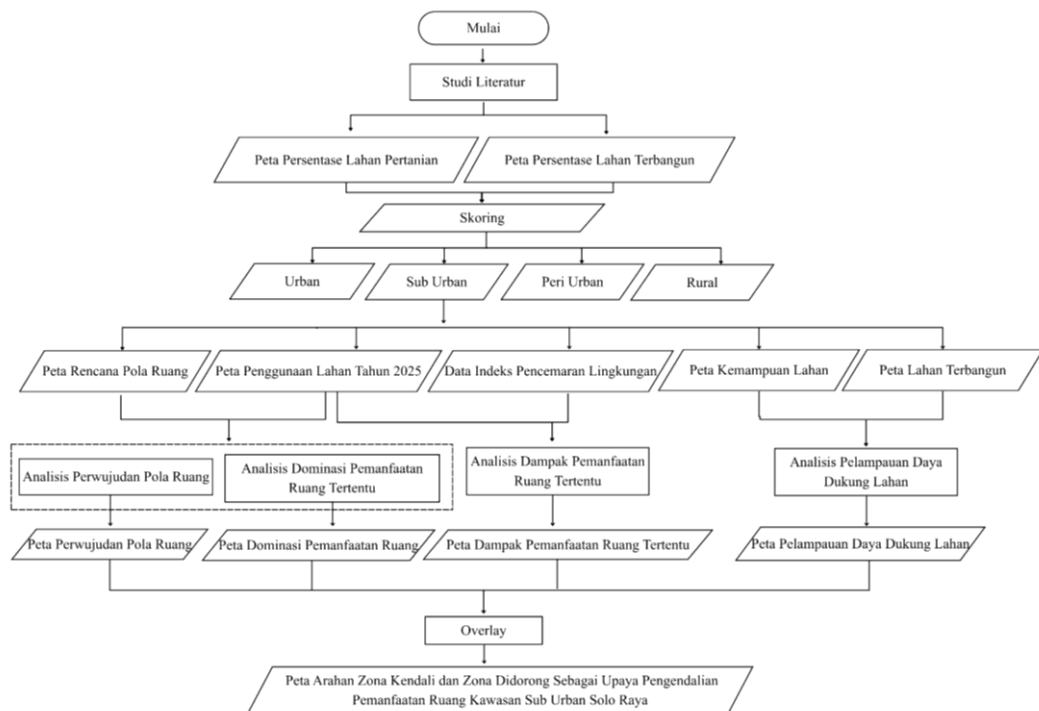 Mulai
Studi Literatur
Peta Persentase Lahan Pertanian
Peta Persentase Lahan Terbangun
Skoring
Urban
Sub Urban
Peri Urban
Rural
Peta Rencana Pola Ruang
Peta Penggunaan Lahan Tahun 2025
Data Indeks Pencemaran Lingkungan
Peta Kemampuan Lahan
Peta Lahan Terbangun
Analisis Perwujudan Pola Ruang
Analisis Dominasi Pemanfaatan
Ruang Tertentu
Analisis Dampak Pemanfaatan
Ruang Tertentu
Analisis Pelampauan Daya
Dukung Lahan
Peta Perwujudan Pola Ruang
Peta Dominasi Pemanfaatan Ruang
Peta Dampak Pemanfaatan Ruang Tertentu
Peta Pelampauan Daya Dukung Lahan
Overlay
Peta Arahan Zona Kendali dan Zona Didorong Sebagai Upaya Pengendalian
Pemanfaatan Ruang Kawasan Sub Urban Solo Raya